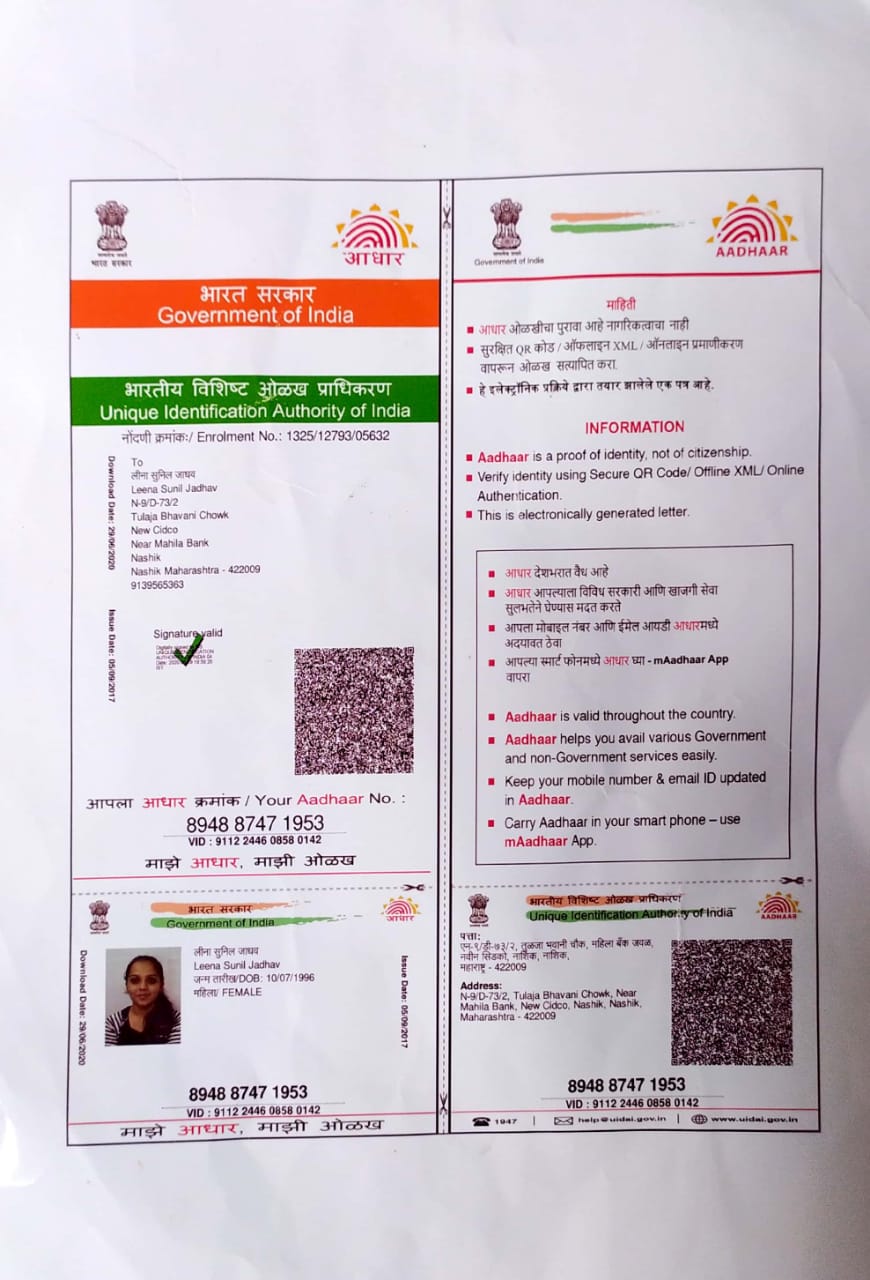 भारत सरकार
आधार
भारत सरकार
Government of India
भारतीय विशिष्ट ओळख प्राधिकरण
Unique Identification Authority of India
नोंदणी क्रमांक:/ Enrolment No.: 1325/12793/05632
Download Date: 29/06/2020
To
लीना सुनिल जाधव
Leena Sunil Jadhav
N-9/D-73/2
Tulaja Bhavani Chowk
New Cidco
Near Mahila Bank
Nashik
Nashik Maharashtra - 422009
9139565363
Issue Date: 05/09/2017
Signature valid
आपला आधार क्रमांक / Your Aadhaar No. :
8948 8747 1953
VID : 9112 2446 0858 0142
माझे आधार, माझी ओळख
Government of India
AADHAAR
माहिती
आधार ओळखीचा पुरावा आहे नागरिकत्वाचा नाही
सुरक्षित QR कोड / ऑफलाइन XML / ऑनलाइन प्रमाणीकरण
वापरून ओळख सत्यापित करा.
हे इलेक्ट्रॉनिक प्रक्रिये द्वारा तयार झालेले एक पत्र आहे.
INFORMATION
Aadhaar is a proof of identity, not of citizenship.
Verify identity using Secure QR Code/ Offline XML/ Online
Authentication.
This is electronically generated letter.
आधार देशभरात वैध आहे
आधार आपल्याला विविध सरकारी आणि खाजगी सेवा
सुलभतेने घेण्यास मदत करते
आपला मोबाइल नंबर आणि ईमेल आयडी आधारमध्ये
अदयावत ठेवा
आपल्या स्मार्ट फोनमध्ये आधार घ्या - mAadhaar App
वापरा
Aadhaar is valid throughout the country.
Aadhaar helps you avail various Government
and non-Government services easily.
Keep your mobile number & email ID updated
in Aadhaar.
Carry Aadhaar in your smart phone – use
mAadhaar App.
भारत सरकार
Government of India
आधार
Download Date: 29/06/2020
लीना सुनिल जाधव
Leena Sunil Jadhav
जन्म तारीख/DOB: 10/07/1996
महिला/ FEMALE
Issue Date: 05/09/2017
8948 8747 1953
VID : 9112 2446 0858 0142
माझे आधार, माझी ओळख
भारतीय विशिष्ट ओळख प्राधिकरण
Unique Identification Authority of India
AADHAAR
पत्ता:
एन-९/डी-७३/२, तुळजा भवानी चौक, महिला बँक जवळ,
नवीन सिडको, नाशिक, नाशिक,
महाराष्ट्र - 422009
Address:
N-9/D-73/2, Tulaja Bhavani Chowk, Near
Mahila Bank, New Cidco, Nashik, Nashik,
Maharashtra - 422009
8948 8747 1953
VID : 9112 2446 0858 0142
1947 | help@uidai.gov.in | www.uidai.gov.in